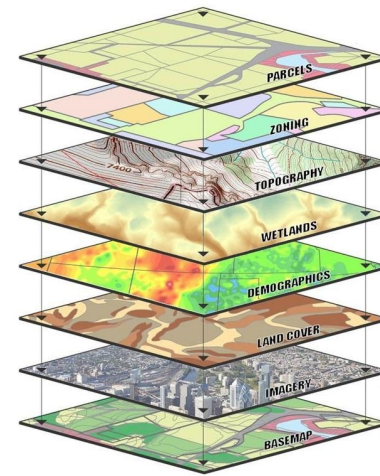 PARCELS
ZONING
7400
TOPOGRAPHY
WETLANDS
DEMOGRAPHICS
LAND COVER
IMAGERY
BASEMAP